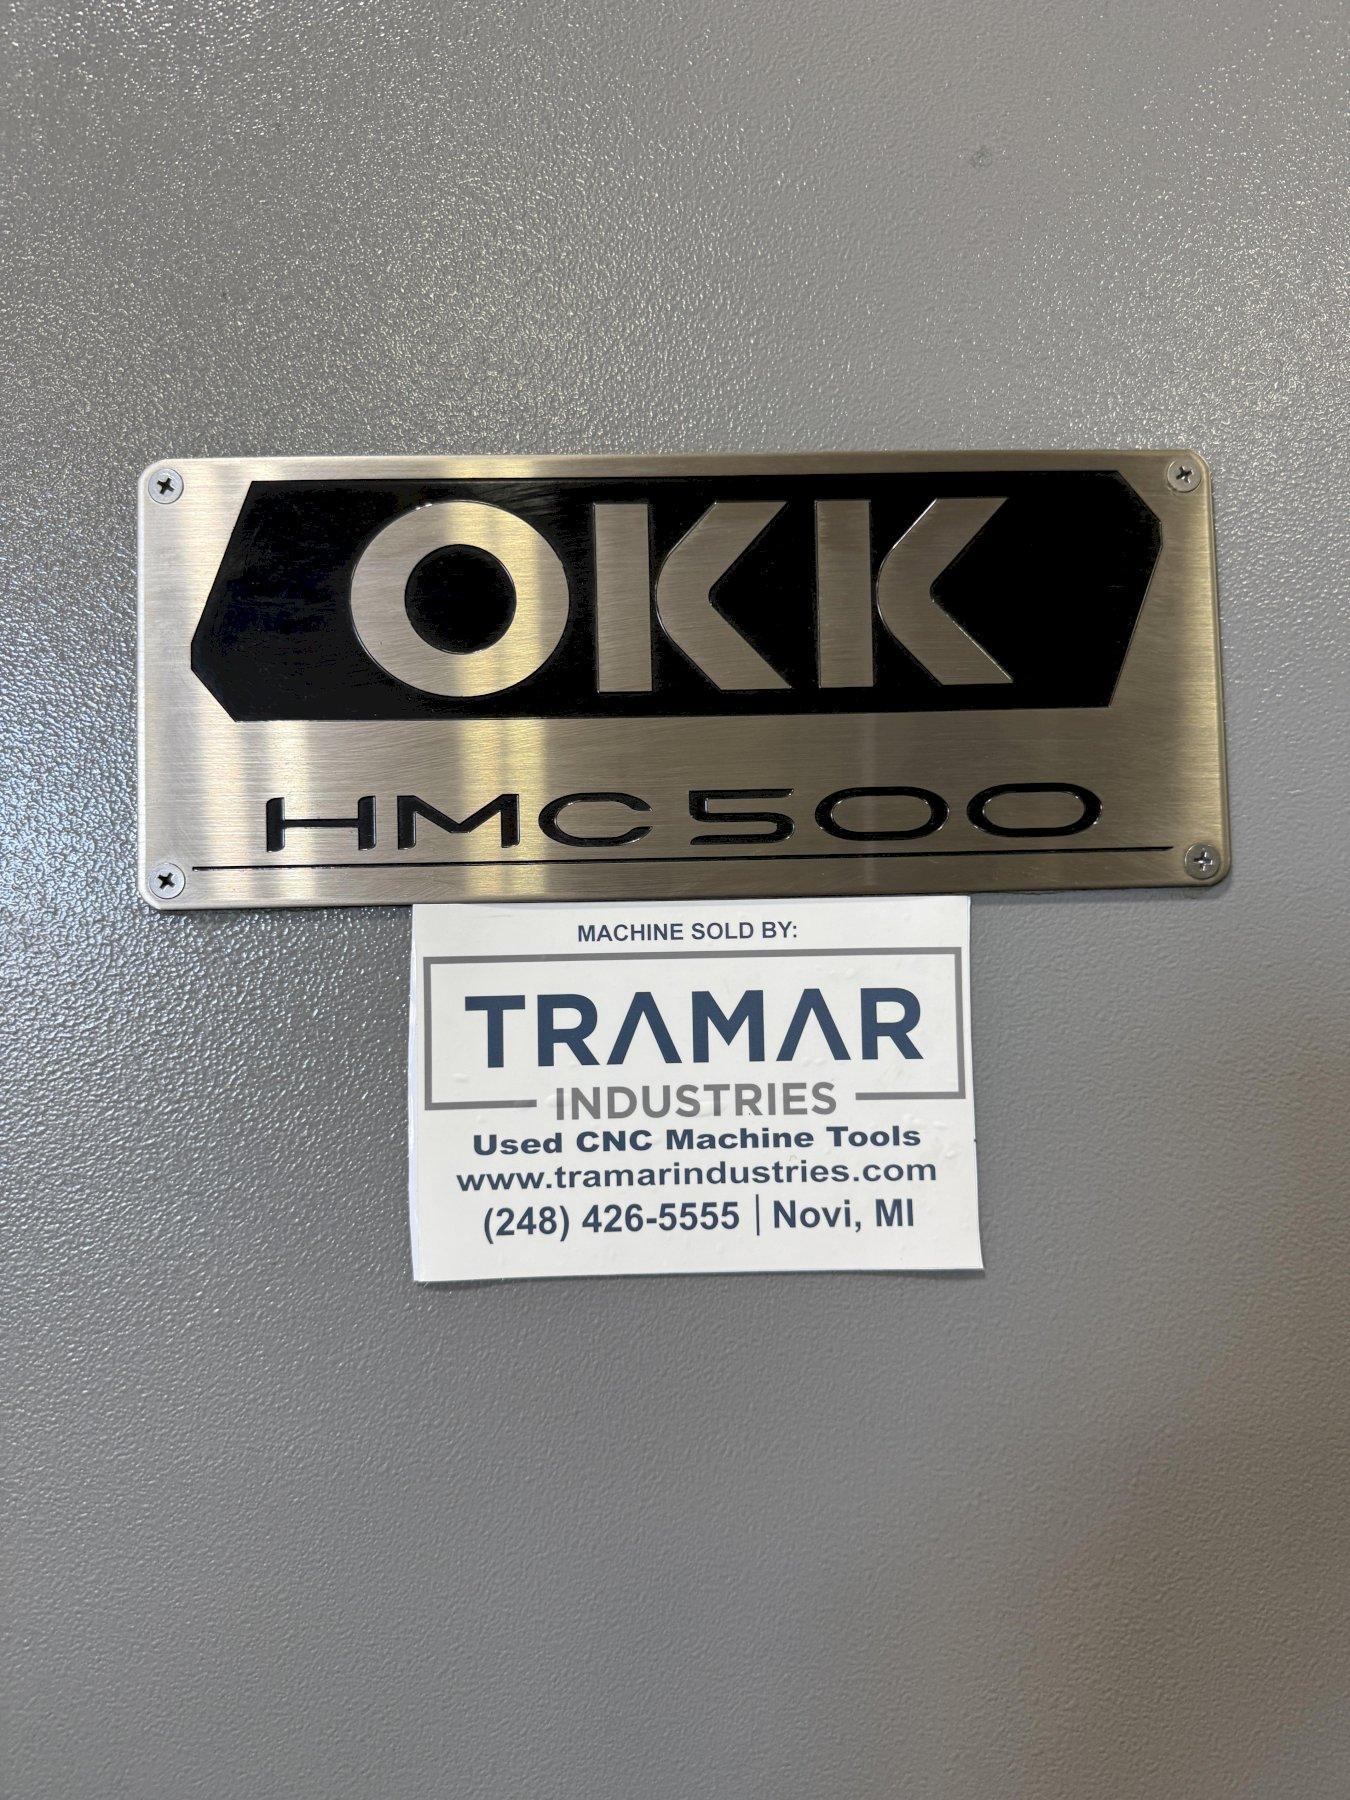 OKK
HMC500
MACHINE SOLD BY:
TRAMAR
INDUSTRIES
Used CNC Machine Tools
www.tramarindustries.com
(248) 426-5555 | Novi, MI